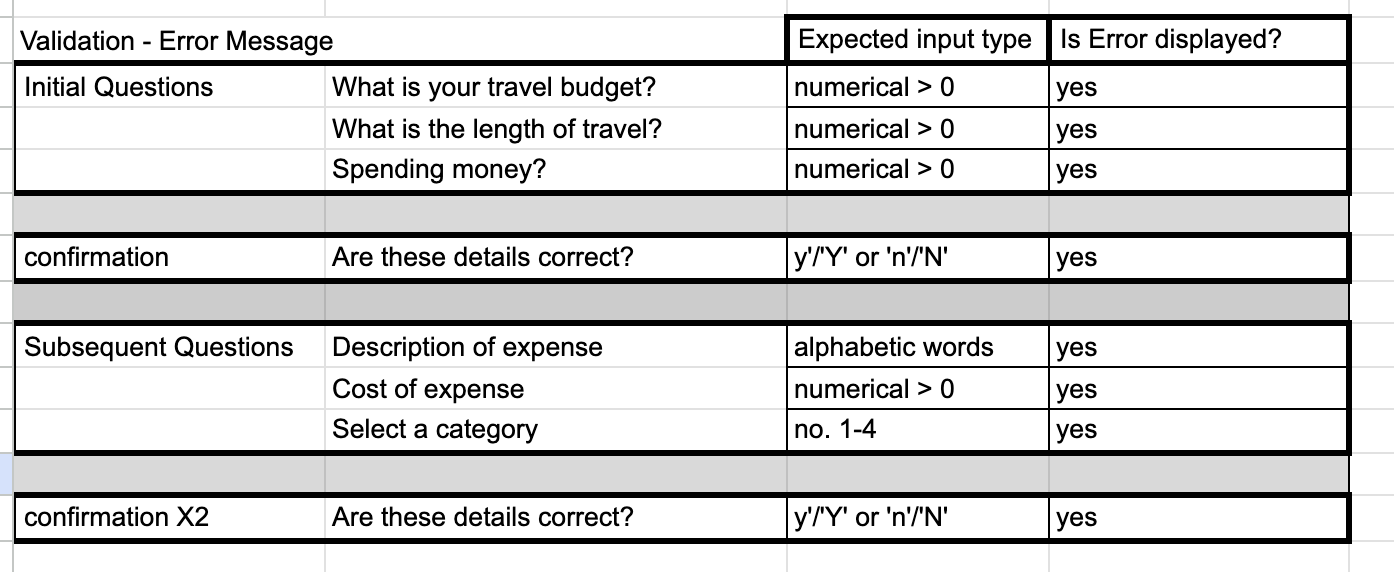 Validation - Error Message Expected input type Is Error displayed?
Initial Questions What is your travel budget? numerical > 0 yes
What is the length of travel? numerical > 0 yes
Spending money? numerical > 0 yes
confirmation Are these details correct? y'/'Y' or 'n'/'N' yes
Subsequent Questions Description of expense alphabetic words yes
Cost of expense numerical > 0 yes
Select a category no. 1-4 yes
confirmation X2 Are these details correct? y'/'Y' or 'n'/'N' yes